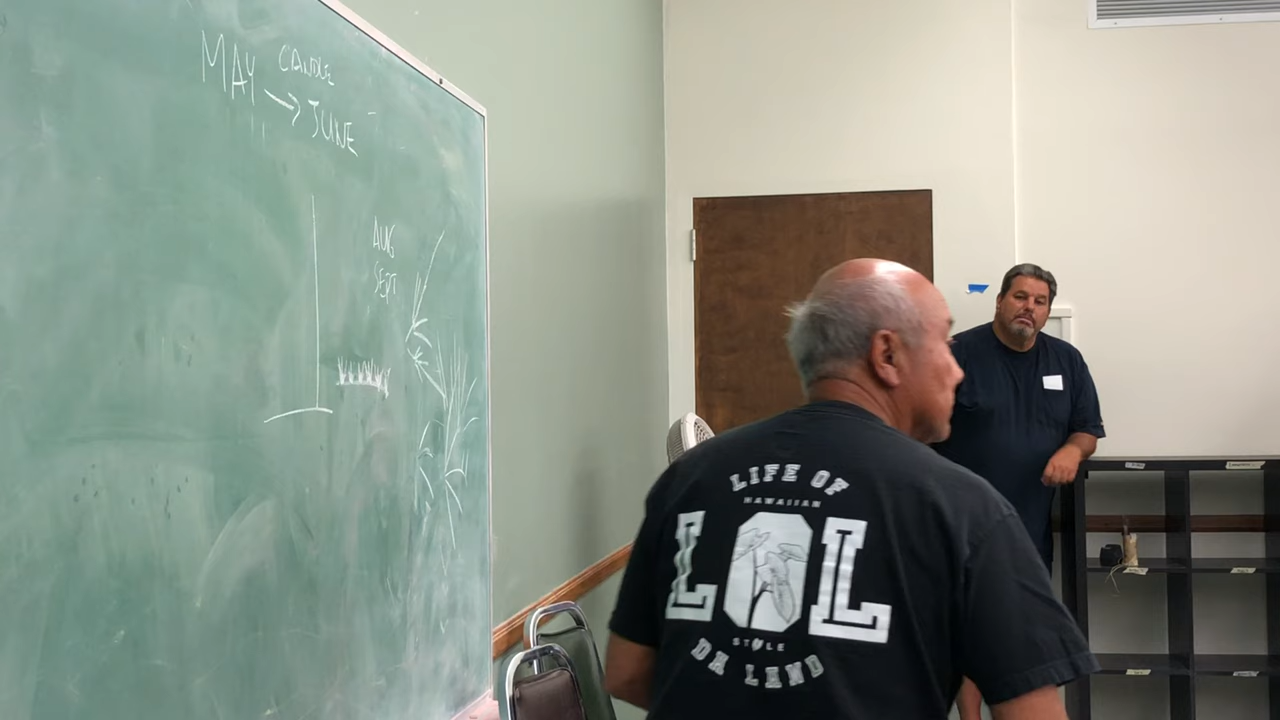 MAY CANDLE
→ JUNE
AUG
SEPT
LIFE OF
HAWAIIAN
LOL
STYLE
DA LAND